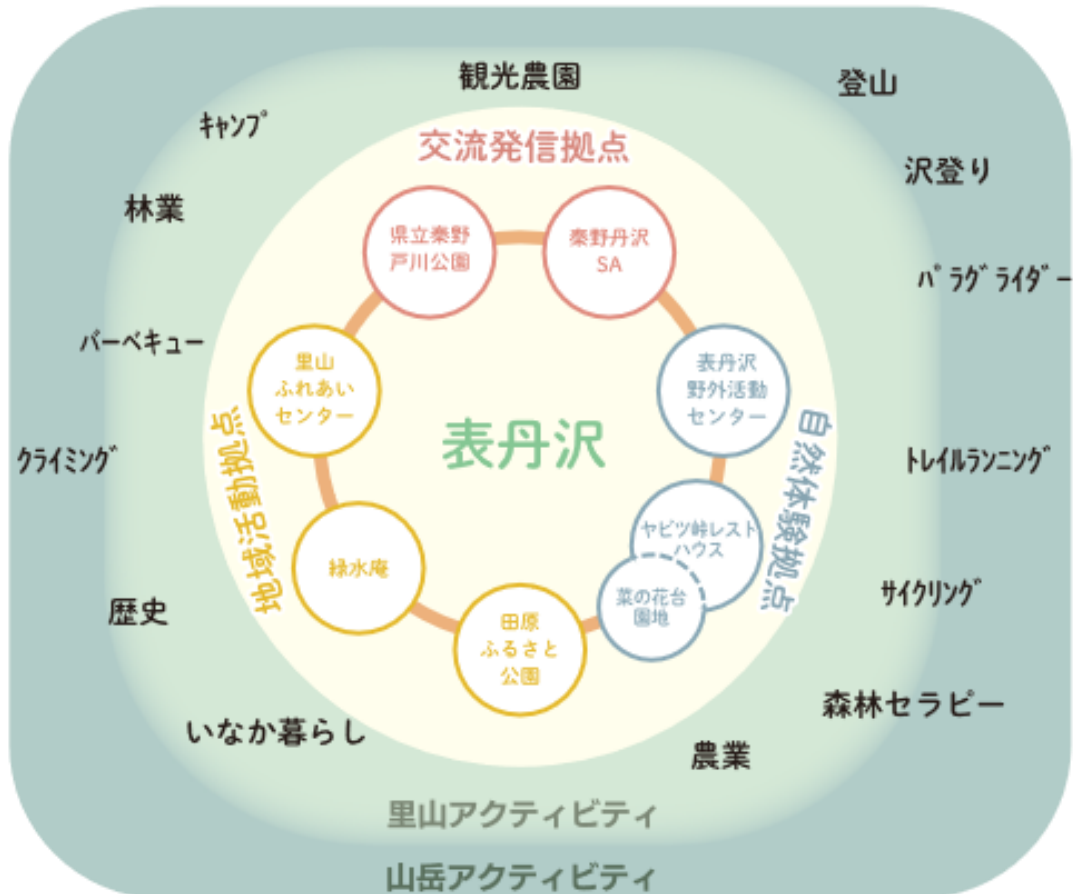 観光農園
登山
ｷｬﾝﾌﾟ
交流発信拠点
沢登り
林業
県立秦野
戸川公園
秦野丹沢
SA
ﾊﾟﾗｸﾞﾗｲﾀﾞｰ
バーベキュー
里山
ふれあい
センター
表丹沢
野外活動
センター
表丹沢
地域活動拠点
自然体験拠点
ｸﾗｲﾐﾝｸﾞ
ﾄﾚｲﾙﾗﾝﾆﾝｸﾞ
ヤビツ峠レスト
ハウス
緑水庵
菜の花台
園地
ｻｲｸﾘﾝｸﾞ
歴史
田原
ふるさと
公園
森林セラピー
いなか暮らし
農業
里山アクティビティ
山岳アクティビティ